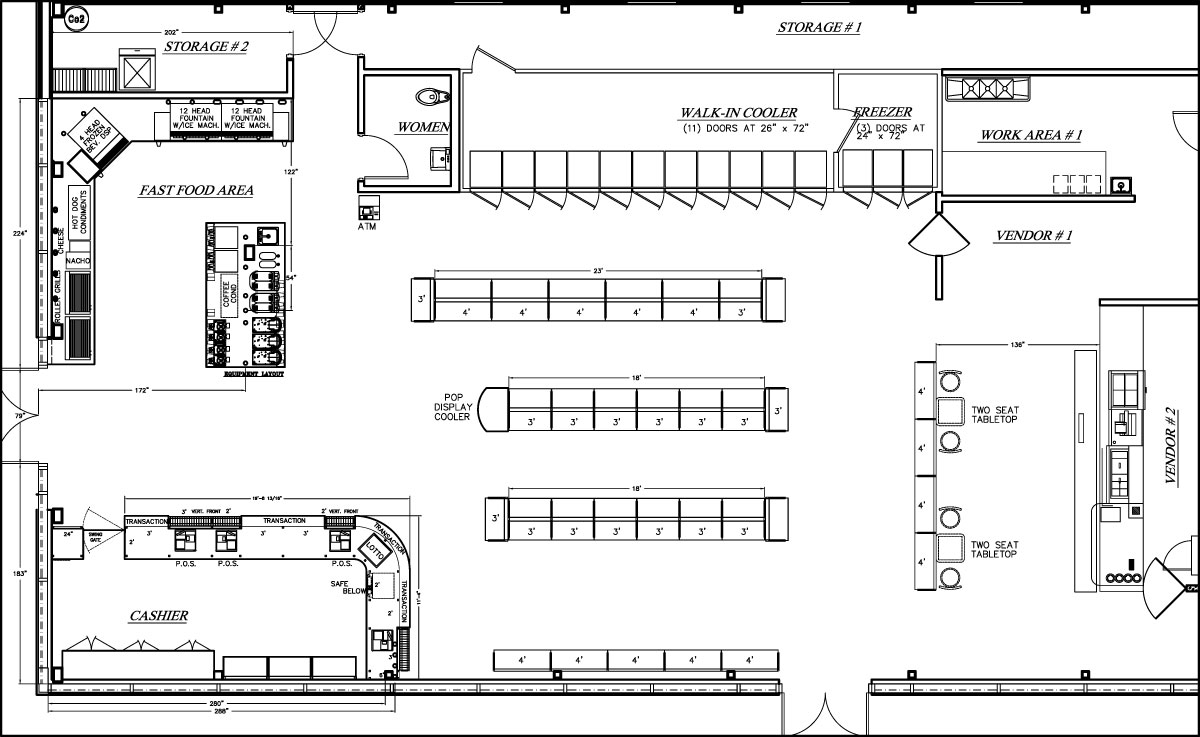 Co2
202"
STORAGE # 2
STORAGE # 1
12 HEAD
FOUNTAIN
W/ICE MACH.
12 HEAD
FOUNTAIN
W/ICE MACH.
4 HEAD
FROZEN
BEV. DSP
WOMEN
WALK-IN COOLER
(11) DOORS AT 26" x 72"
FREEZER
(3) DOORS AT
24" x 72"
WORK AREA # 1
122"
FAST FOOD AREA
HOT DOG
CONDIMENTS
CHEESE
NACHO
ROLLER GRILL
224"
ATM
VENDOR # 1
COFFEE
COND
54"
EQUIPMENT LAYOUT
23'
3'
4'
4'
4'
4'
4'
3'
136"
172"
79"
POP
DISPLAY
COOLER
18'
3'
3'
3'
3'
3'
3'
3'
4'
4'
4'
4'
TWO SEAT
TABLETOP
VENDOR # 2
18'
3'
3'
3'
3'
3'
3'
3'
TWO SEAT
TABLETOP
19'-8 13/16"
TRANSACTION
3'
VERT. FRONT
2'
TRANSACTION
2'
VERT. FRONT
TRANSACTION
24"
SWING
GATE
2'
3'
3'
3'
LOTTO
P.O.S.
P.O.S.
P.O.S.
183"
SAFE
BELOW
2'
TRANSACTION
11'-4"
2'
3'
CASHIER
4'
4'
4'
4'
4'
280"
288"